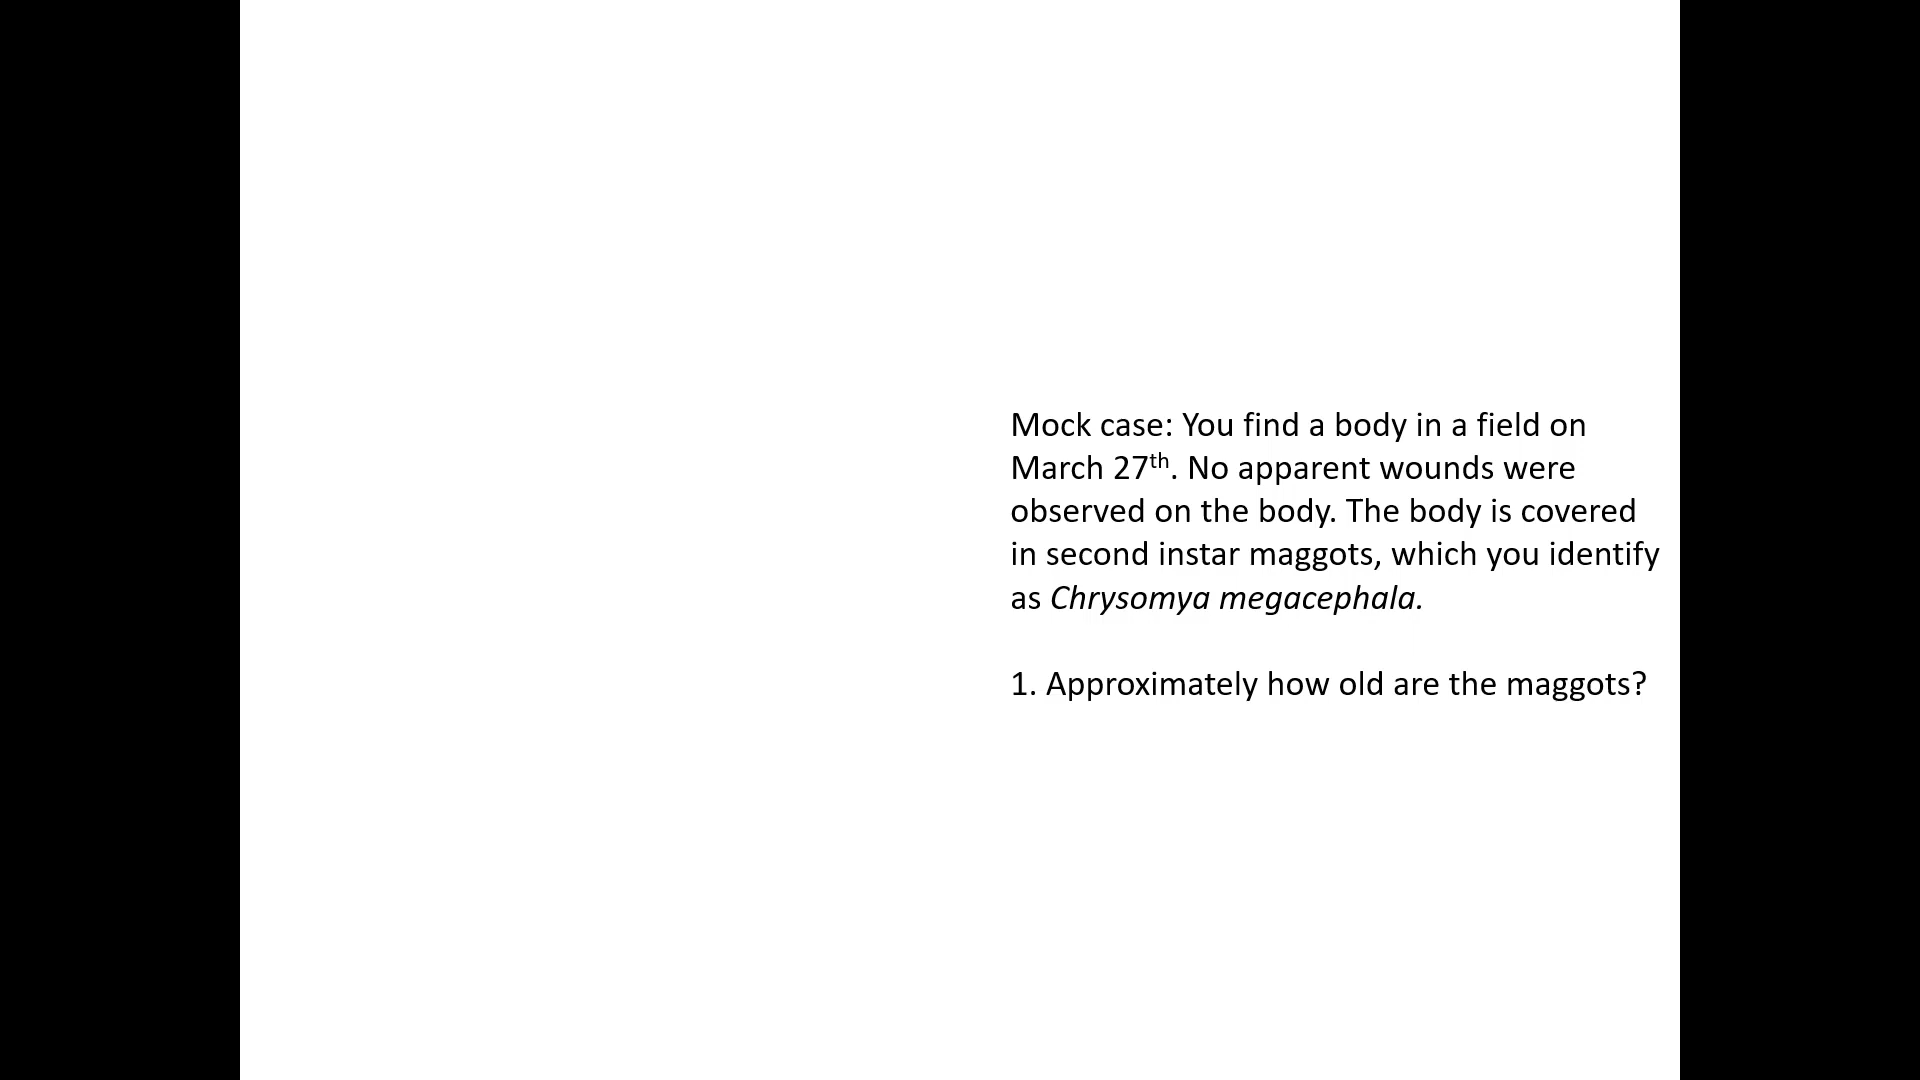 Mock case: You find a body in a field on
March 27th. No apparent wounds were
observed on the body. The body is covered
in second instar maggots, which you identify
as Chrysomya megacephala.
1. Approximately how old are the maggots?